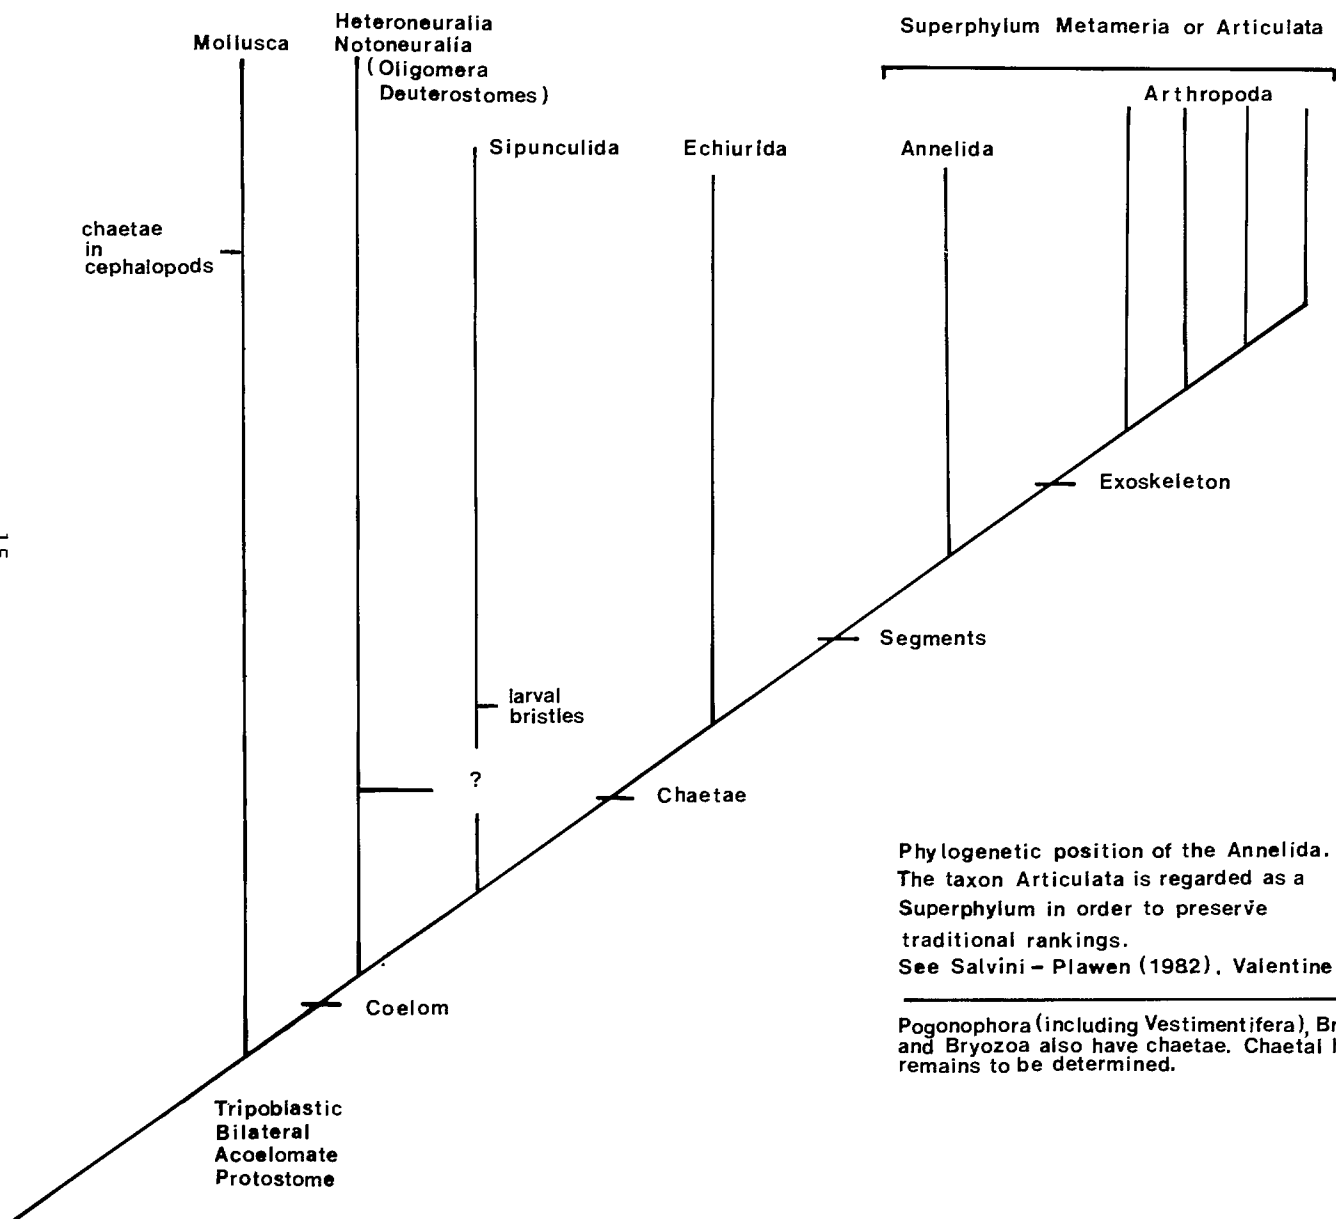 Mollusca
Heteroneuralia
Notoneuralia
(Oligomera
Deuterostomes)
Superphylum Metameria or Articulata
Arthropoda
Sipunculida
Echiurida
Annelida
chaetae
in
cephalopods
Exoskeleton
15
Segments
larval
bristles
?
Chaetae
Coelom
Phylogenetic position of the Annelida.
The taxon Articulata is regarded as a
Superphylum in order to preserve
traditional rankings.
See Salvini-Plawen (1982), Valentine
Pogonophora (including Vestimentifera), Br
and Bryozoa also have chaetae. Chaetal
remains to be determined.
Tripoblastic
Bilateral
Acoelomate
Protostome